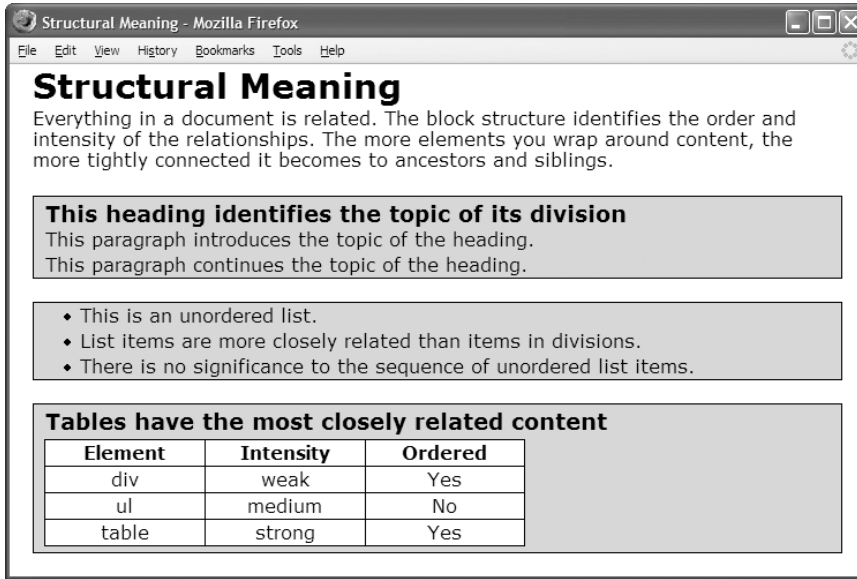 Structural Meaning - Mozilla Firefox
File Edit View History Bookmarks Tools Help
Structural Meaning
Everything in a document is related. The block structure identifies the order and
intensity of the relationships. The more elements you wrap around content, the
more tightly connected it becomes to ancestors and siblings.
This heading identifies the topic of its division
This paragraph introduces the topic of the heading.
This paragraph continues the topic of the heading.
• This is an unordered list.
• List items are more closely related than items in divisions.
• There is no significance to the sequence of unordered list items.
Tables have the most closely related content
Element Intensity Ordered
div weak Yes
ul medium No
table strong Yes